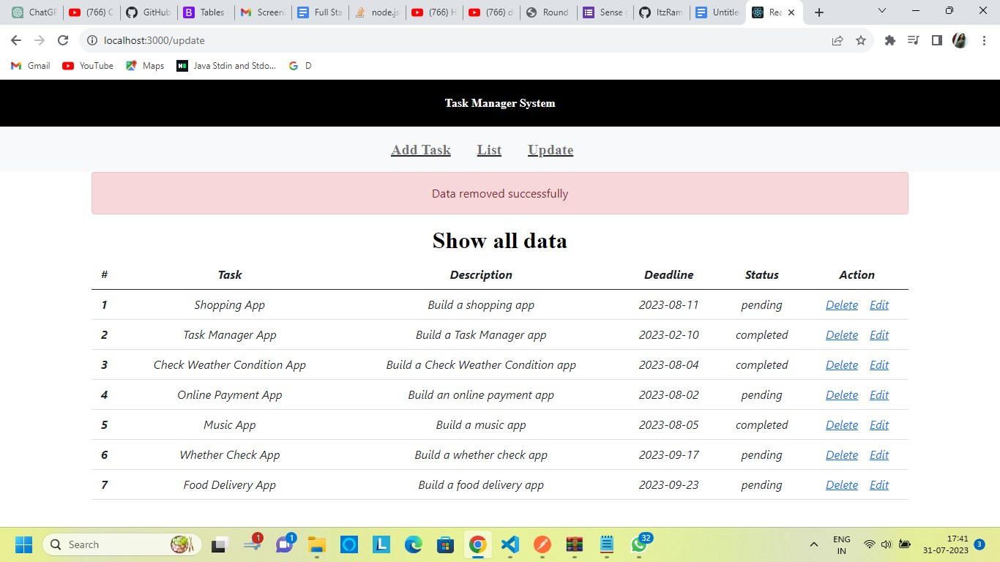 ChatGP
(766) C
GitHub
Tables
Screen
Full Sta
node.js
(766) H
(766) d
Round
Sense g
ItzRam
Untitle
Rea
localhost:3000/update
Gmail
YouTube
Maps
Java Stdin and Stdo...
D
Task Manager System
Add Task List Update
Data removed successfully
Show all data
# Task Description Deadline Status Action
1 Shopping App Build a shopping app 2023-08-11 pending Delete Edit
2 Task Manager App Build a Task Manager app 2023-02-10 completed Delete Edit
3 Check Weather Condition App Build a Check Weather Condition app 2023-08-04 completed Delete Edit
4 Online Payment App Build an online payment app 2023-08-02 pending Delete Edit
5 Music App Build a music app 2023-08-05 completed Delete Edit
6 Whether Check App Build a whether check app 2023-09-17 pending Delete Edit
7 Food Delivery App Build a food delivery app 2023-09-23 pending Delete Edit
Search
1
1
32
ENG
IN
17:41
31-07-2023
3